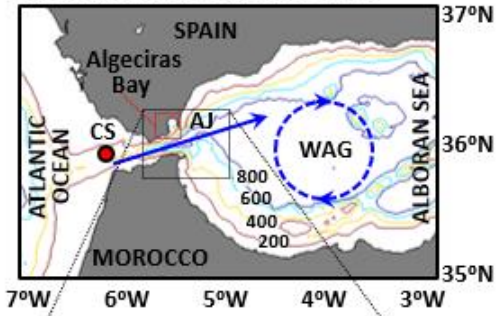 37ºN
SPAIN
Algeciras
Bay
AJ
CS
36ºN
WAG
ATLANTIC
OCEAN
ALBORAN SEA
800
600
400
200
MOROCCO
35ºN
7ºW 6ºW 5ºW 4ºW 3ºW